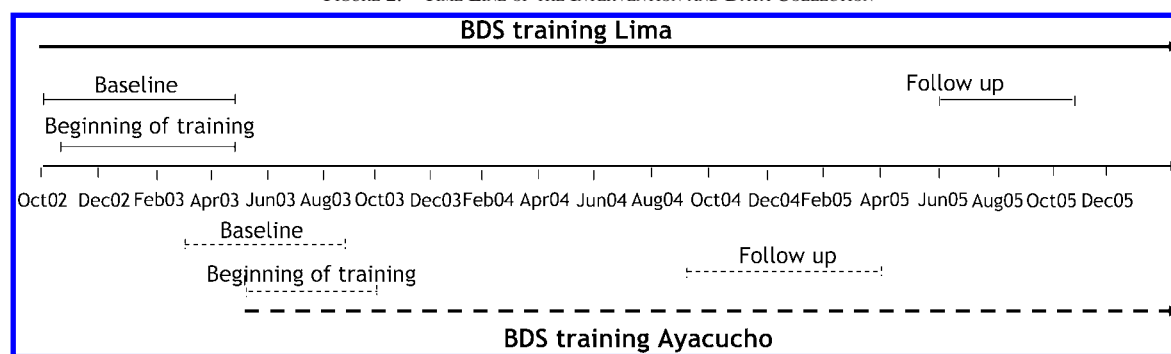 BDS training Lima
Baseline
Follow up
Beginning of training
Oct02 Dec02 Feb03 Apr03 Jun03 Aug03 Oct03 Dec03 Feb04 Apr04 Jun04 Aug04 Oct04 Dec04 Feb05 Apr05 Jun05 Aug05 Oct05 Dec05
Baseline
Follow up
Beginning of training
BDS training Ayacucho